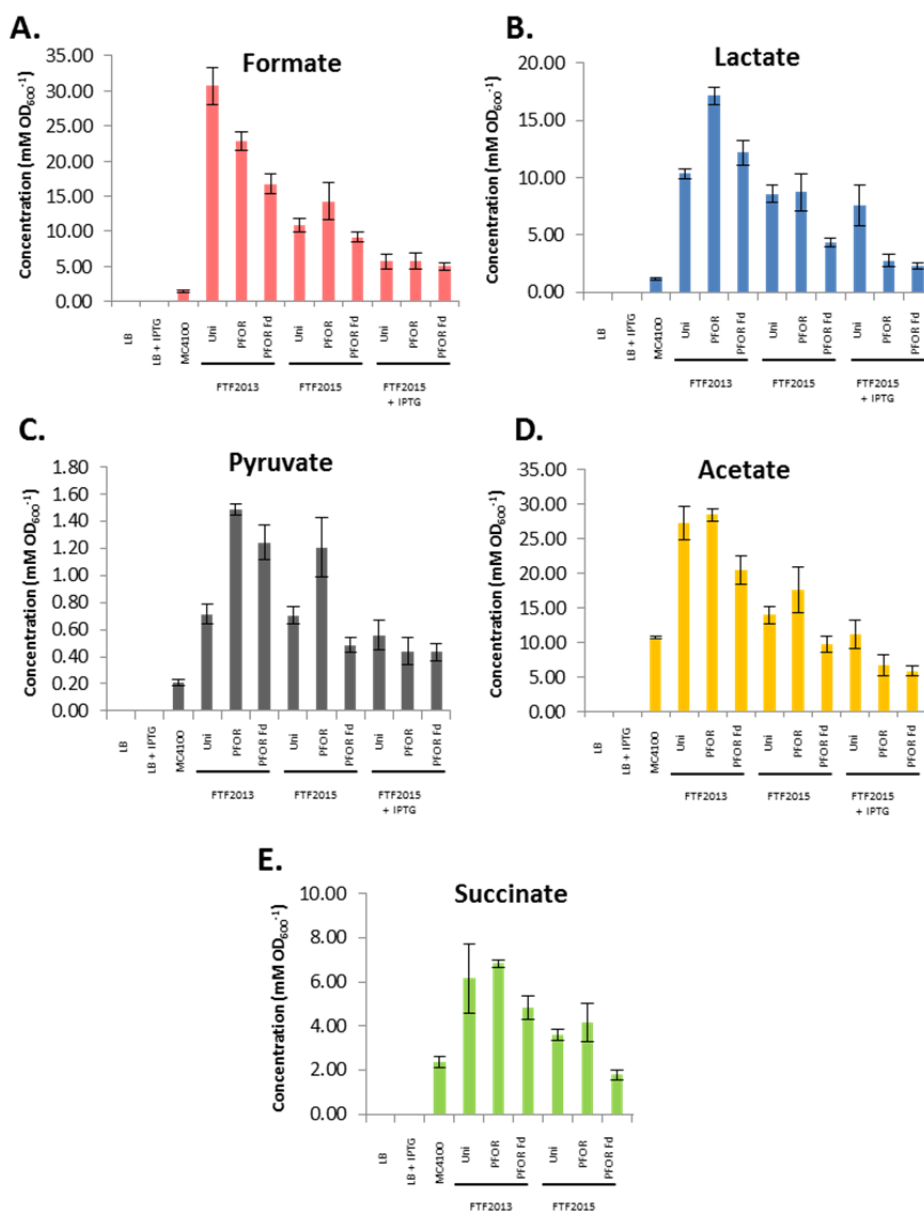 A.
Formate
Concentration (mM OD600-1)
35.00
30.00
25.00
20.00
15.00
10.00
5.00
0.00
LB
LB + IPTG
MC4100
Uni
PFOR
PFOR Fd
Uni
PFOR
PFOR Fd
Uni
PFOR
PFOR Fd
FTF2013
FTF2015
FTF2015
+ IPTG
B.
Lactate
Concentration (mM OD600-1)
20.00
15.00
10.00
5.00
0.00
LB
LB + IPTG
MC4100
Uni
PFOR
PFOR Fd
Uni
PFOR
PFOR Fd
Uni
PFOR
PFOR Fd
FTF2013
FTF2015
FTF2015
+ IPTG
C.
Pyruvate
Concentration (mM OD600-1)
1.80
1.60
1.40
1.20
1.00
0.80
0.60
0.40
0.20
0.00
LB
LB + IPTG
MC4100
Uni
PFOR
PFOR Fd
Uni
PFOR
PFOR Fd
Uni
PFOR
PFOR Fd
FTF2013
FTF2015
FTF2015
+ IPTG
D.
Acetate
Concentration (mM OD600-1)
35.00
30.00
25.00
20.00
15.00
10.00
5.00
0.00
LB
LB + IPTG
MC4100
Uni
PFOR
PFOR Fd
Uni
PFOR
PFOR Fd
Uni
PFOR
PFOR Fd
FTF2013
FTF2015
FTF2015
+ IPTG
E.
Succinate
Concentration (mM OD600-1)
10.00
8.00
6.00
4.00
2.00
0.00
LB
LB + IPTG
MC4100
Uni
PFOR
PFOR Fd
Uni
PFOR
PFOR Fd
FTF2013
FTF2015